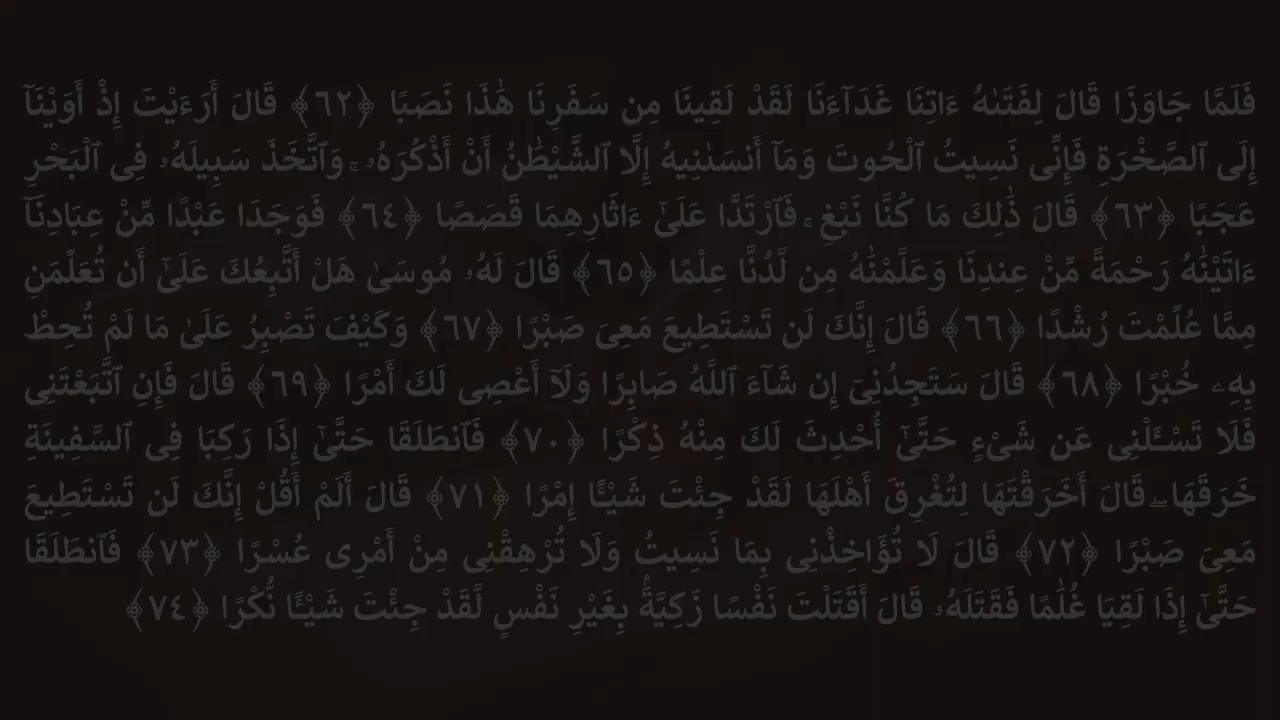 فَلَمَّا جَاوَزَا قَالَ لِفَتَىٰهُ ءَاتِنَا غَدَآءَنَا لَقَدْ لَقِينَا مِن سَفَرِنَا هَٰذَا نَصَبًا ﴿٦٢﴾ قَالَ أَرَءَيْتَ إِذْ أَوَيْنَآ
إِلَى ٱلصَّخْرَةِ فَإِنِّى نَسِيتُ ٱلْحُوتَ وَمَآ أَنسَىٰنِيهُ إِلَّا ٱلشَّيْطَٰنُ أَنْ أَذْكُرَهُۥ ۚ وَٱتَّخَذَ سَبِيلَهُۥ فِى ٱلْبَحْرِ
عَجَبًا ﴿٦٣﴾ قَالَ ذَٰلِكَ مَا كُنَّا نَبْغِ ۚ فَٱرْتَدَّا عَلَىٰٓ ءَاثَارِهِمَا قَصَصًا ﴿٦٤﴾ فَوَجَدَا عَبْدًا مِّنْ عِبَادِنَآ
ءَاتَيْنَٰهُ رَحْمَةً مِّنْ عِندِنَا وَعَلَّمْنَٰهُ مِن لَّدُنَّا عِلْمًا ﴿٦٥﴾ قَالَ لَهُۥ مُوسَىٰ هَلْ أَتَّبِعُكَ عَلَىٰٓ أَن تُعَلِّمَنِ
مِمَّا عُلِّمْتَ رُشْدًا ﴿٦٦﴾ قَالَ إِنَّكَ لَن تَسْتَطِيعَ مَعِىَ صَبْرًا ﴿٦٧﴾ وَكَيْفَ تَصْبِرُ عَلَىٰ مَا لَمْ تُحِطْ
بِهِۦ خُبْرًا ﴿٦٨﴾ قَالَ سَتَجِدُنِىٓ إِن شَآءَ ٱللَّهُ صَابِرًا وَلَآ أَعْصِى لَكَ أَمْرًا ﴿٦٩﴾ قَالَ فَإِنِ ٱتَّبَعْتَنِى
فَلَا تَسْـَٔلْنِى عَن شَىْءٍ حَتَّىٰٓ أُحْدِثَ لَكَ مِنْهُ ذِكْرًا ﴿٧٠﴾ فَٱنطَلَقَا حَتَّىٰٓ إِذَا رَكِبَا فِى ٱلسَّفِينَةِ
خَرَقَهَا ۖ قَالَ أَخَرَقْتَهَا لِتُغْرِقَ أَهْلَهَا لَقَدْ جِئْتَ شَيْـًٔا إِمْرًا ﴿٧١﴾ قَالَ أَلَمْ أَقُلْ إِنَّكَ لَن تَسْتَطِيعَ
مَعِىَ صَبْرًا ﴿٧٢﴾ قَالَ لَا تُؤَاخِذْنِى بِمَا نَسِيتُ وَلَا تُرْهِقْنِى مِنْ أَمْرِى عُسْرًا ﴿٧٣﴾ فَٱنطَلَقَا
حَتَّىٰٓ إِذَا لَقِيَا غُلَٰمًا فَقَتَلَهُۥ قَالَ أَقَتَلْتَ نَفْسًا زَكِيَّةًۢ بِغَيْرِ نَفْسٍ لَّقَدْ جِئْتَ شَيْـًٔا نُّكْرًا ﴿٧٤﴾